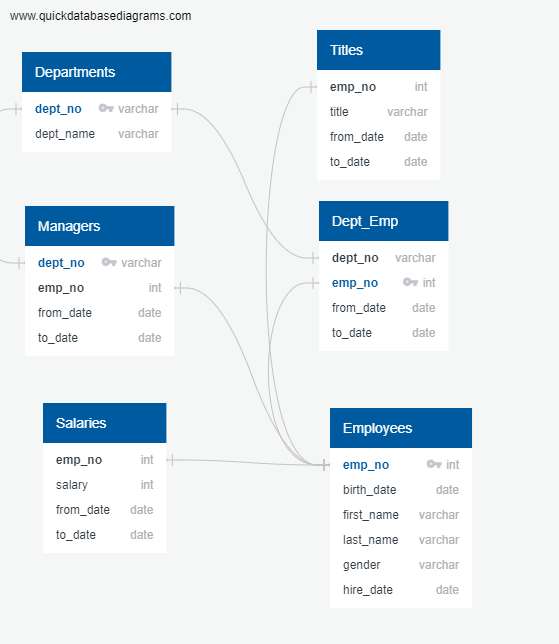 www.quickdatabasediagrams.com
Departments
dept_no varchar
dept_name varchar
Titles
emp_no int
title varchar
from_date date
to_date date
Managers
dept_no varchar
emp_no int
from_date date
to_date date
Dept_Emp
dept_no varchar
emp_no int
from_date date
to_date date
Salaries
emp_no int
salary int
from_date date
to_date date
Employees
emp_no int
birth_date date
first_name varchar
last_name varchar
gender varchar
hire_date date